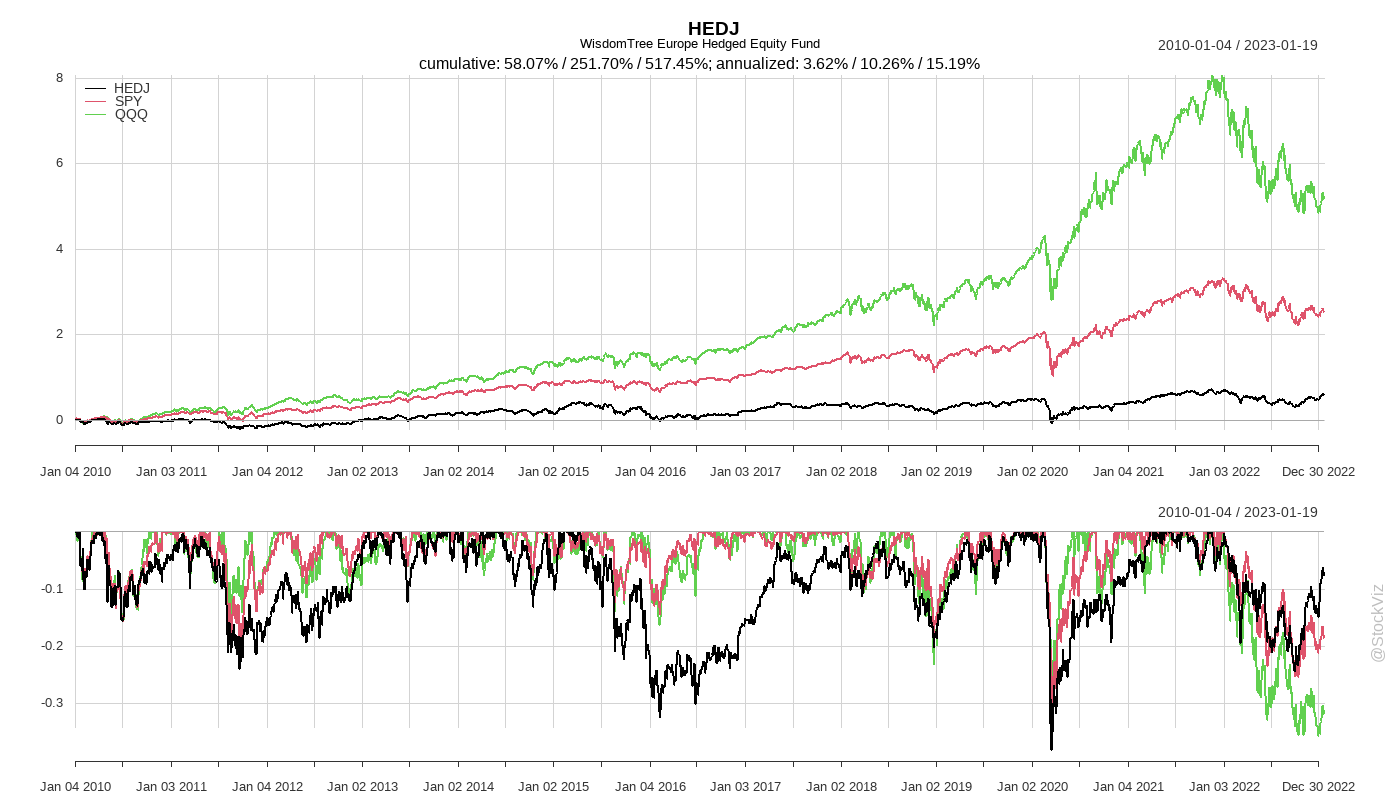 HEDJ
WisdomTree Europe Hedged Equity Fund
2010-01-04 / 2023-01-19
cumulative: 58.07% / 251.70% / 517.45%; annualized: 3.62% / 10.26% / 15.19%
8
HEDJ
SPY
QQQ
6
4
2
0
Jan 04 2010 Jan 03 2011 Jan 04 2012 Jan 02 2013 Jan 02 2014 Jan 02 2015 Jan 04 2016 Jan 03 2017 Jan 02 2018 Jan 02 2019 Jan 02 2020 Jan 04 2021 Jan 03 2022 Dec 30 2022
2010-01-04 / 2023-01-19
-0.1
-0.2
-0.3
@StockViz
Jan 04 2010 Jan 03 2011 Jan 04 2012 Jan 02 2013 Jan 02 2014 Jan 02 2015 Jan 04 2016 Jan 03 2017 Jan 02 2018 Jan 02 2019 Jan 02 2020 Jan 04 2021 Jan 03 2022 Dec 30 2022